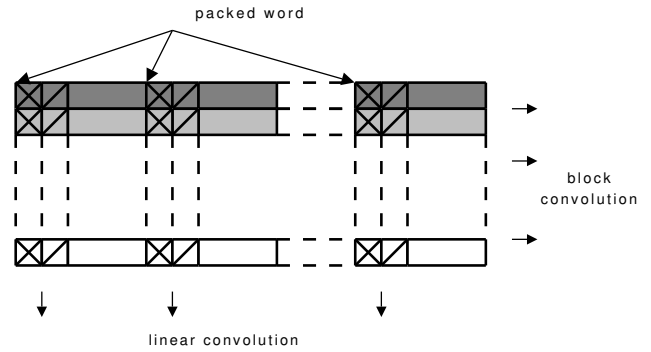 packed word
block
convolution
linear convolution